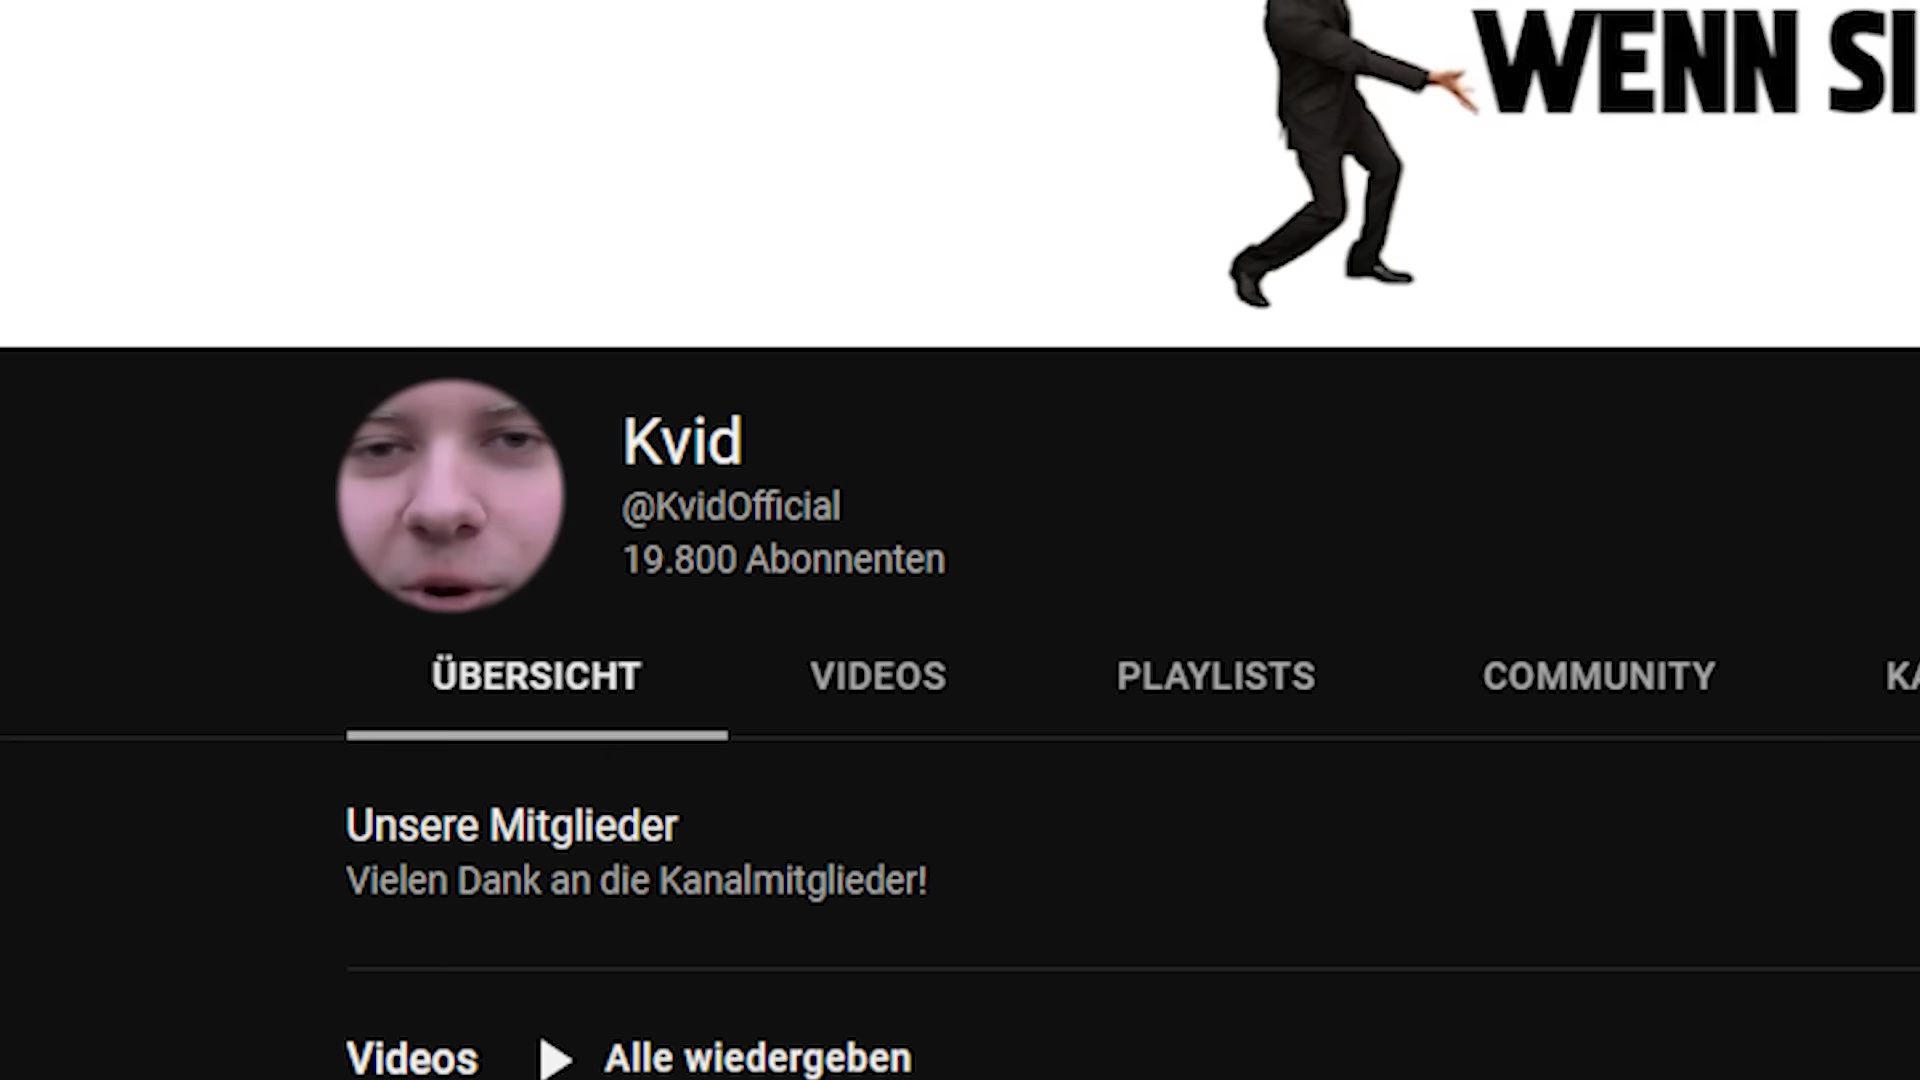 WENN SI
Kvid
@KvidOfficial
19.800 Abonnenten
ÜBERSICHT VIDEOS PLAYLISTS COMMUNITY KA
Unsere Mitglieder
Vielen Dank an die Kanalmitglieder!
Videos Alle wiedergeben